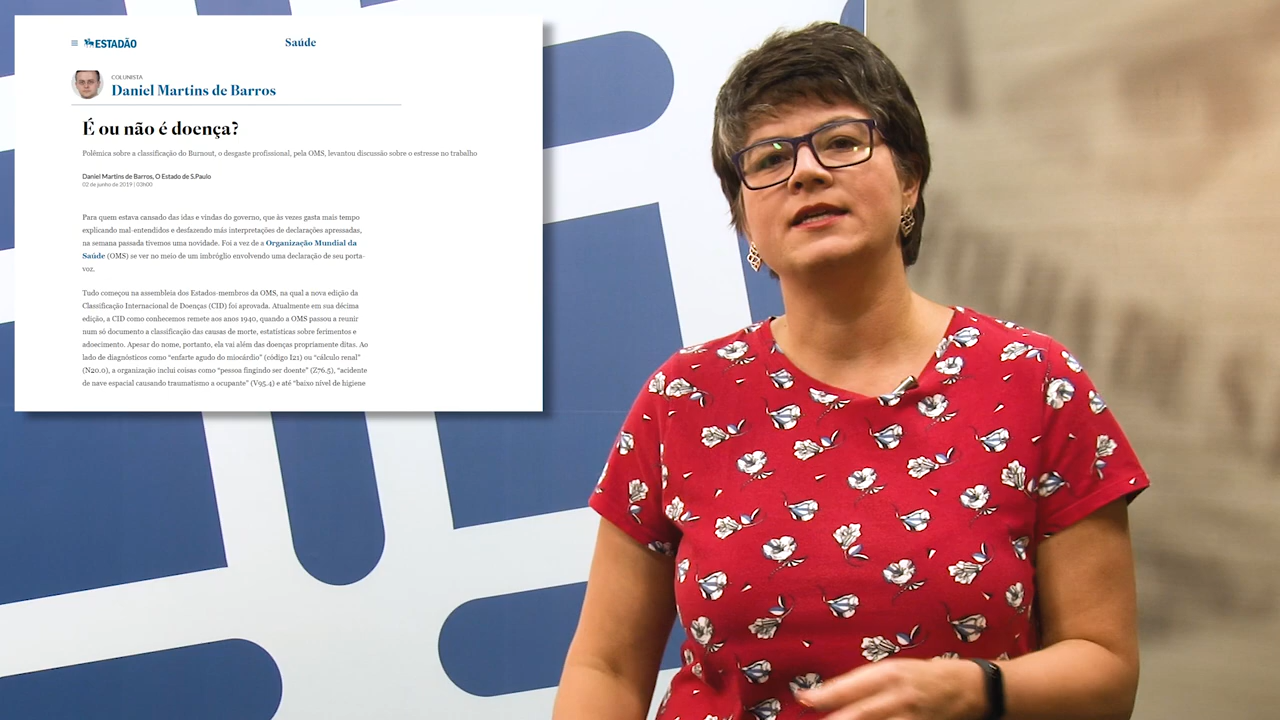 ESTADÃO
Saúde
COLUNISTA
Daniel Martins de Barros
É ou não é doença?
Polêmica sobre a classificação do Burnout, o desgaste profissional, pela OMS, levantou discussão sobre o estresse no trabalho
Daniel Martins de Barros, O Estado de S.Paulo
02 de junho de 2019 | 03h00
Para quem estava cansado das idas e vindas do governo, que às vezes gasta mais tempo
explicando mal-entendidos e desfazendo más interpretações de declarações apressadas,
na semana passada tivemos uma novidade. Foi a vez de a Organização Mundial da
Saúde (OMS) se ver no meio de um imbróglio envolvendo uma declaração de seu porta-
voz.
Tudo começou na assembleia dos Estados-membros da OMS, na qual a nova edição da
Classificação Internacional de Doenças (CID) foi aprovada. Atualmente em sua décima
edição, a CID como conhecemos remete aos anos 1940, quando a OMS passou a reunir
num só documento a classificação das causas de morte, estatísticas sobre ferimentos e
adoecimento. Apesar do nome, portanto, ela vai além das doenças propriamente ditas. Ao
lado de diagnósticos como “enfarte agudo do miocárdio” (código I21) ou “cálculo renal”
(N20.0), a organização inclui coisas como “pessoa fingindo ser doente” (Z76.5), “acidente
de nave espacial causando traumatismo a ocupante” (V95.4) e até “baixo nível de higiene